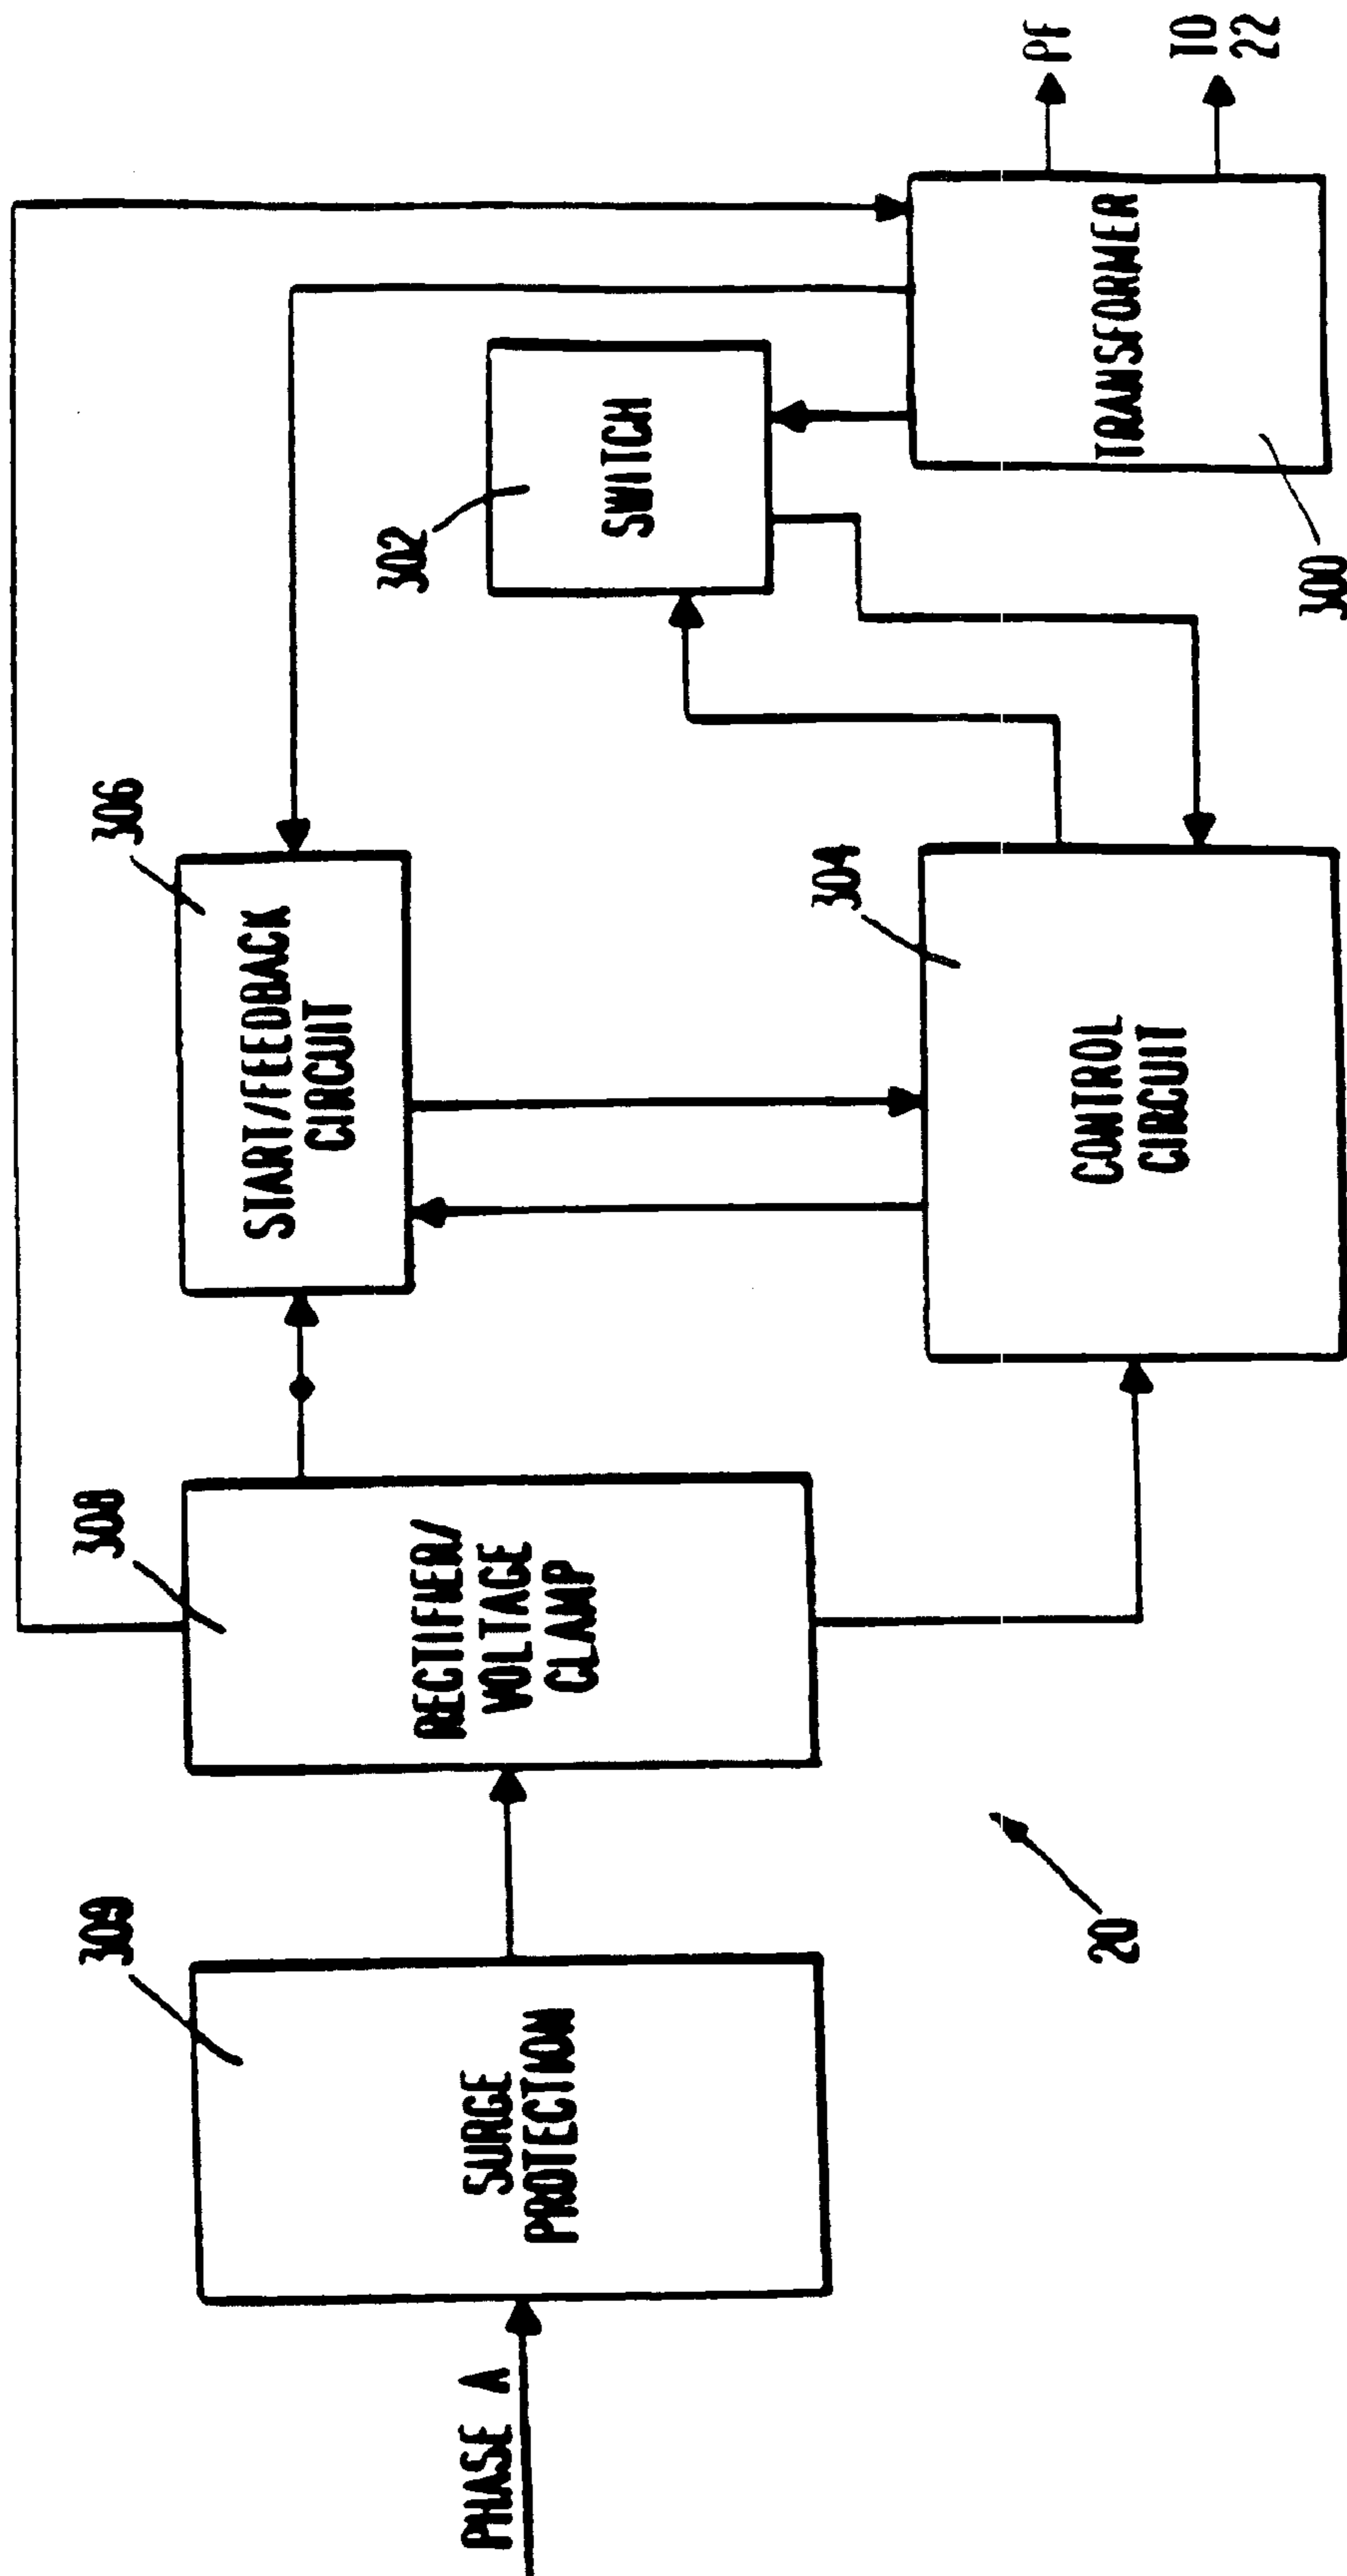 PHASE A
309
SURGE
PROTECTION
308
RECTIFIER/
VOLTAGE
CLAMP
306
START/FEEDBACK
CIRCUIT
304
CONTROL
CIRCUIT
302
SWITCH
TRANSFORMER
300
PF
TO
22
20